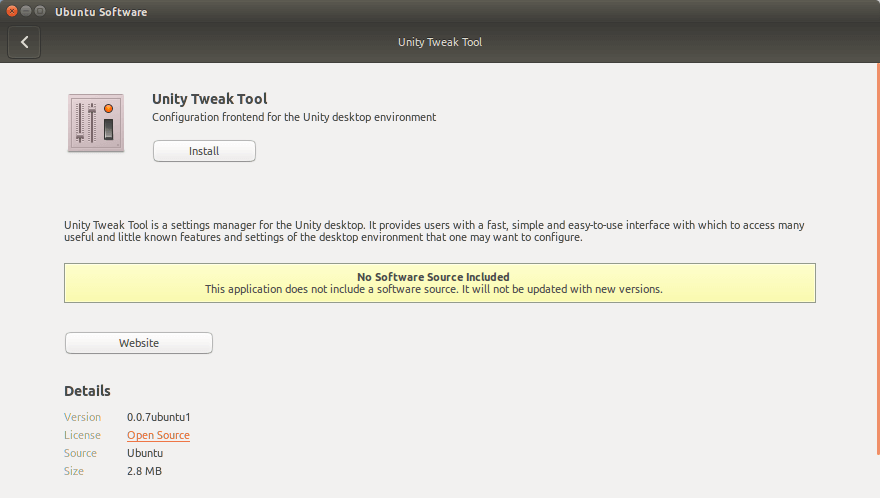 Ubuntu Software
Unity Tweak Tool
Unity Tweak Tool
Configuration frontend for the Unity desktop environment
Install
Unity Tweak Tool is a settings manager for the Unity desktop. It provides users with a fast, simple and easy-to-use interface with which to access many
useful and little known features and settings of the desktop environment that one may want to configure.
No Software Source Included
This application does not include a software source. It will not be updated with new versions.
Website
Details
Version 0.0.7ubuntu1
License Open Source
Source Ubuntu
Size 2.8 MB